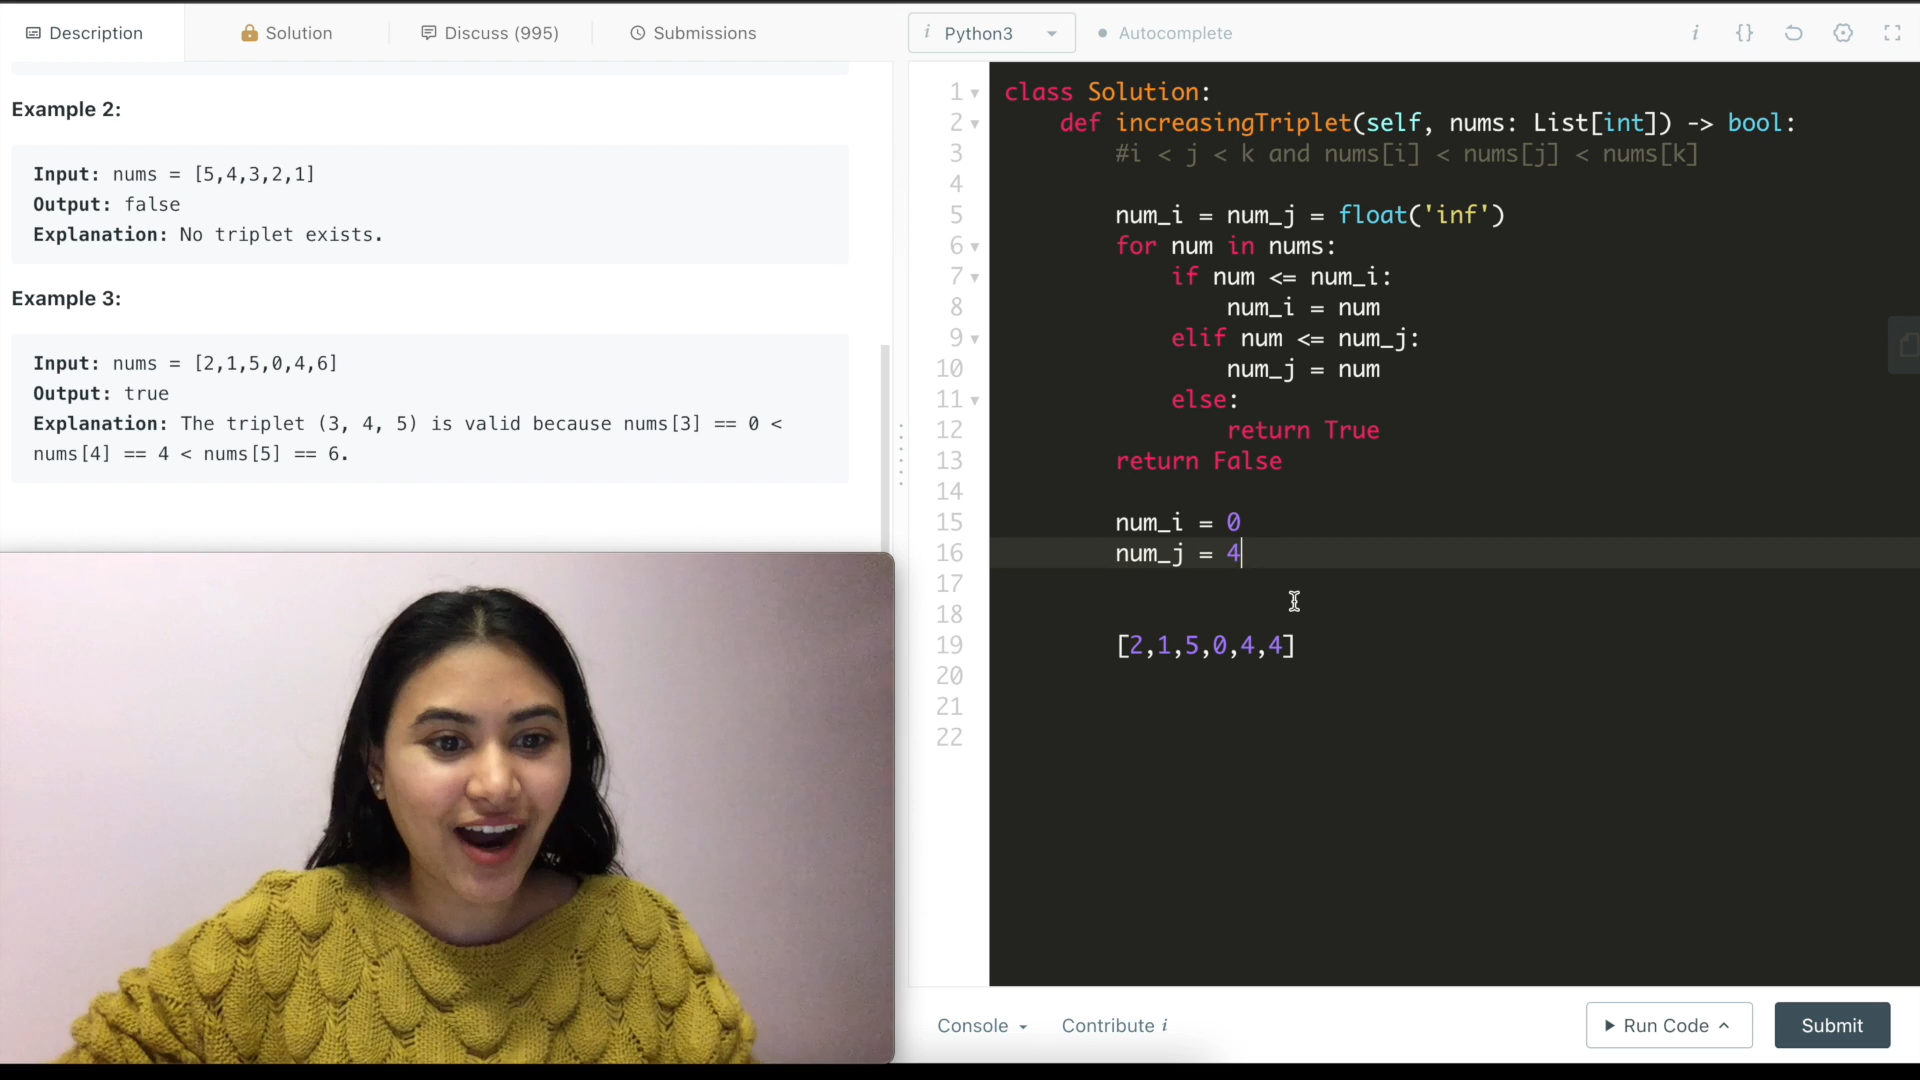 Description
Solution
Discuss (995)
Submissions
Example 2:
Input: nums = [5,4,3,2,1]
Output: false
Explanation: No triplet exists.
Example 3:
Input: nums = [2,1,5,0,4,6]
Output: true
Explanation: The triplet (3, 4, 5) is valid because nums[3] == 0 <
nums[4] == 4 < nums[5] == 6.
i Python3
Autocomplete
i {}
1 class Solution:
2 def increasingTriplet(self, nums: List[int]) -> bool:
3 #i < j < k and nums[i] < nums[j] < nums[k]
4
5 num_i = num_j = float('inf')
6 for num in nums:
7 if num <= num_i:
8 num_i = num
9 elif num <= num_j:
10 num_j = num
11 else:
12 return True
13 return False
14
15 num_i = 0
16 num_j = 4
17
18
19 [2,1,5,0,4,4]
20
21
22
Console
Contribute i
Run Code
Submit